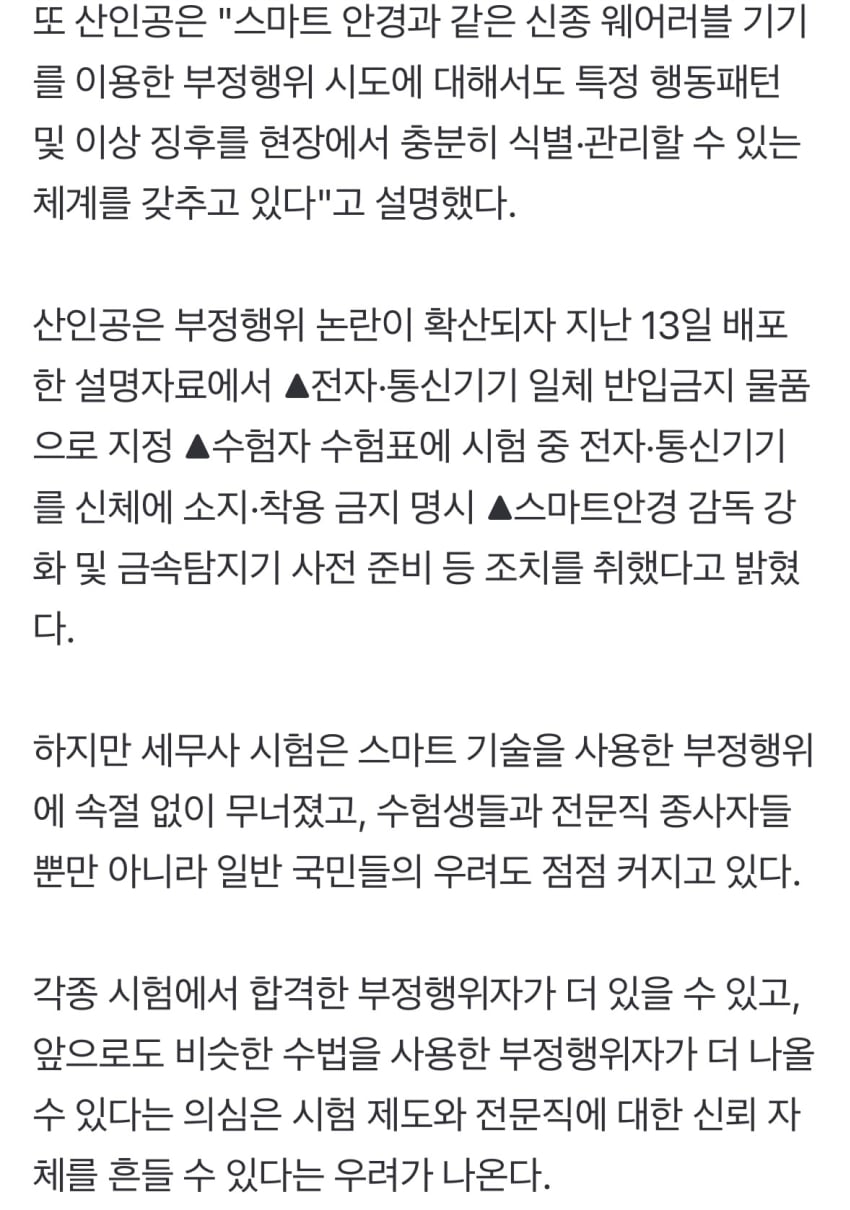 또 산인공은 "스마트 안경과 같은 신종 웨어러블 기기
를 이용한 부정행위 시도에 대해서도 특정 행동패턴
및 이상 징후를 현장에서 충분히 식별·관리할 수 있는
체계를 갖추고 있다"고 설명했다.
산인공은 부정행위 논란이 확산되자 지난 13일 배포
한 설명자료에서 ▲전자·통신기기 일체 반입금지 물품
으로 지정 ▲수험자 수험표에 시험 중 전자·통신기기
를 신체에 소지·착용 금지 명시 ▲스마트안경 감독 강
화 및 금속탐지기 사전 준비 등 조치를 취했다고 밝혔
다.
하지만 세무사 시험은 스마트 기술을 사용한 부정행위
에 속절 없이 무너졌고, 수험생들과 전문직 종사자들
뿐만 아니라 일반 국민들의 우려도 점점 커지고 있다.
각종 시험에서 합격한 부정행위자가 더 있을 수 있고,
앞으로도 비슷한 수법을 사용한 부정행위자가 더 나올
수 있다는 의심은 시험 제도와 전문직에 대한 신뢰 자
체를 흔들 수 있다는 우려가 나온다.